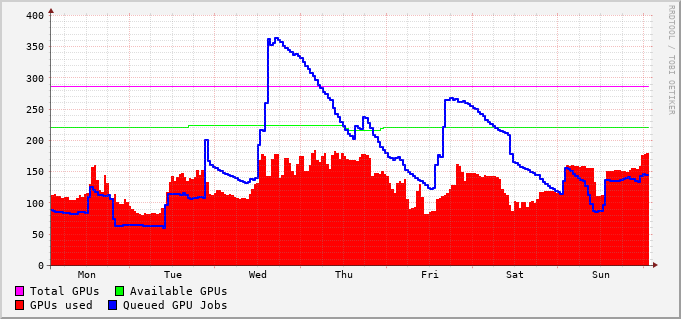 400
350
300
250
200
150
100
50
0
Mon Tue Wed Thu Fri Sat Sun
Total GPUs Available GPUs
GPUs used Queued GPU Jobs
RRDTOOL / TOBI OETIKER